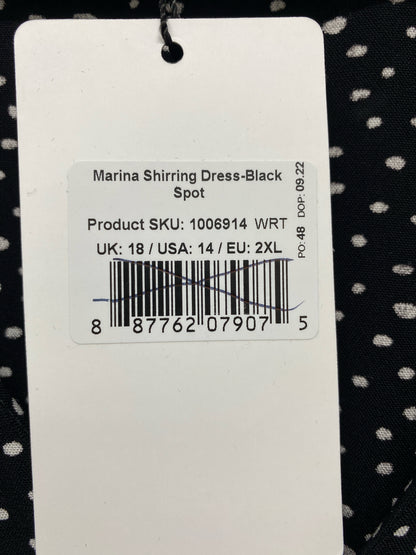 Marina Shirring Dress-Black
Spot
Product SKU: 1006914 WRT
UK: 18 / USA: 14 / EU: 2XL
PO: 48 DOP: 09.22
8 87762 07907 5